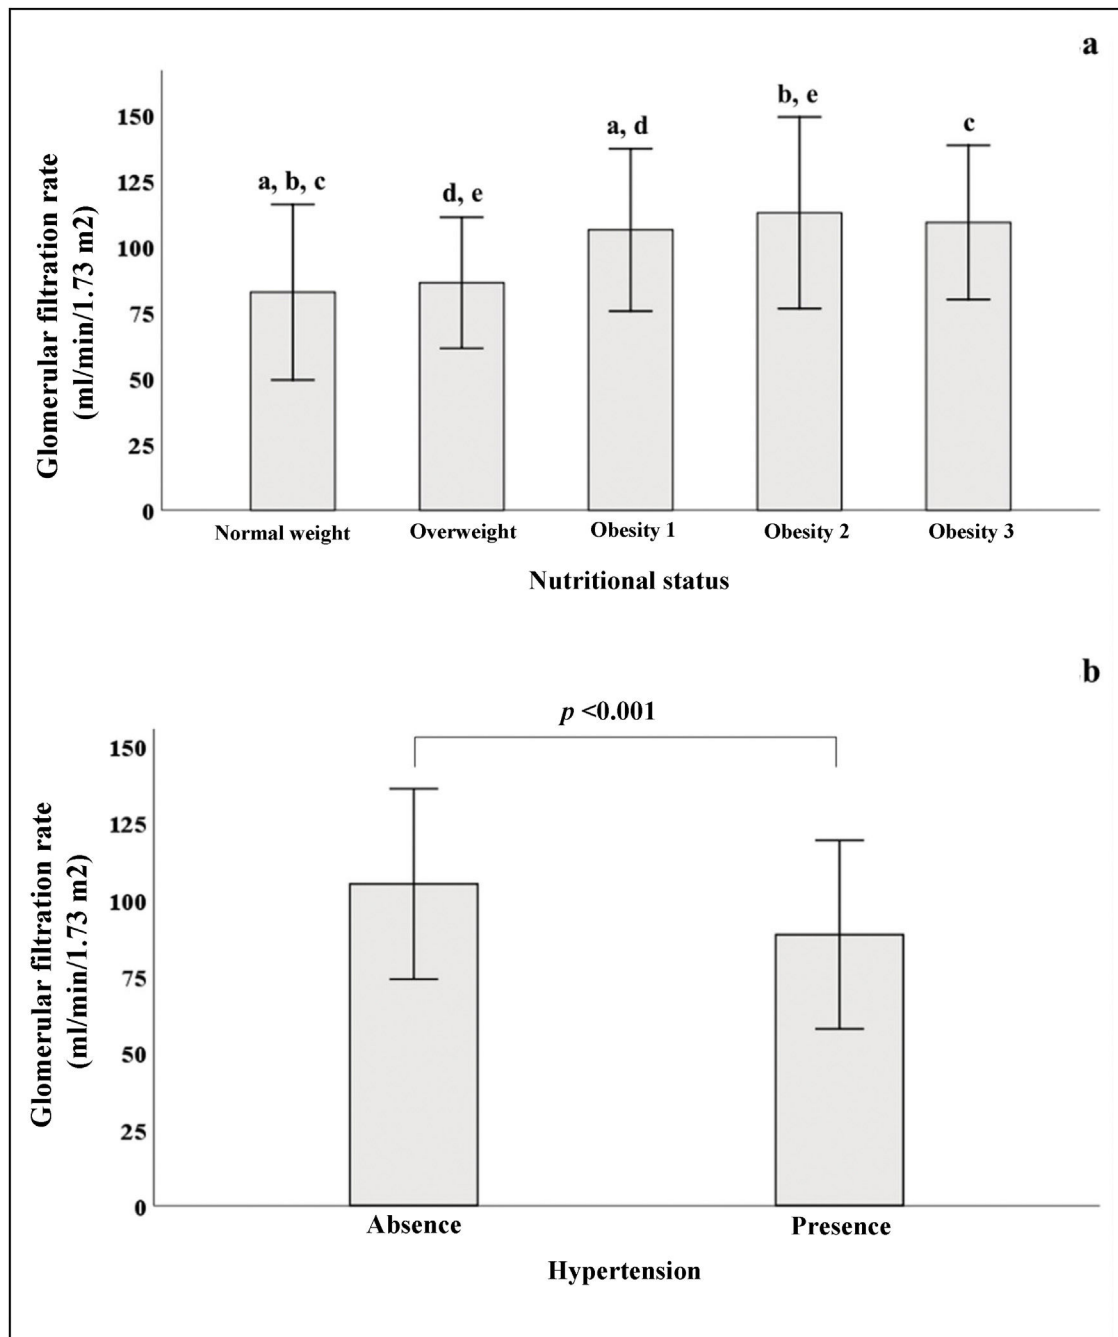 a
Glomerular filtration rate
(ml/min/1.73 m2)
150
125
100
75
50
25
0
a, b, c
d, e
a, d
b, e
c
Normal weight
Overweight
Obesity 1
Obesity 2
Obesity 3
Nutritional status
b
p <0.001
Glomerular filtration rate
(ml/min/1.73 m2)
150
125
100
75
50
25
0
Absence
Presence
Hypertension